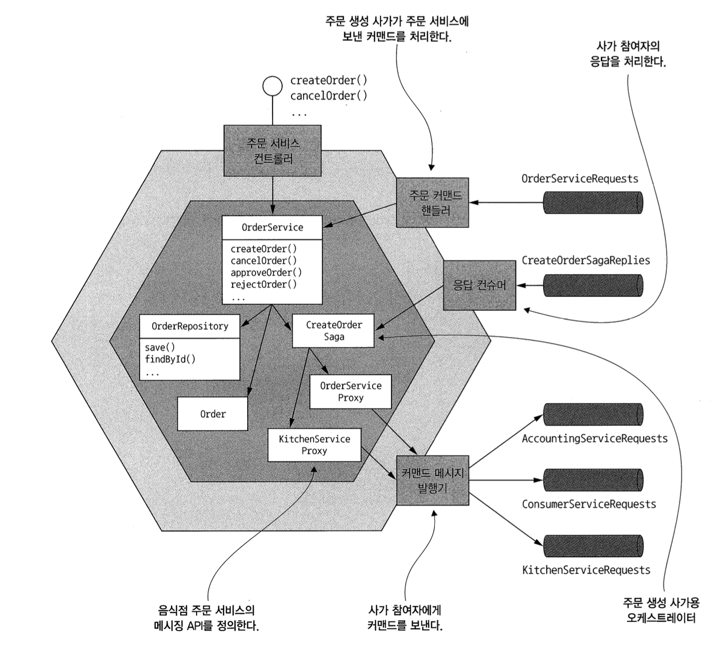 주문 생성 사가가 주문 서비스에
보낸 커맨드를 처리한다.
사가 참여자의
응답을 처리한다.
createOrder()
cancelOrder()
...
주문 서비스
컨트롤러
주문 커맨드
핸들러
OrderServiceRequests
OrderService
createOrder()
cancelOrder()
approveOrder()
rejectOrder()
...
CreateOrderSagaReplies
응답 컨슈머
OrderRepository
save()
findById()
...
CreateOrder
Saga
OrderService
Proxy
Order
KitchenService
Proxy
커맨드 메시지
발행기
AccountingServiceRequests
ConsumerServiceRequests
KitchenServiceRequests
음식점 주문 서비스의
메시징 API를 정의한다.
사가 참여자에게
커맨드를 보낸다.
주문 생성 사가용
오케스트레이터